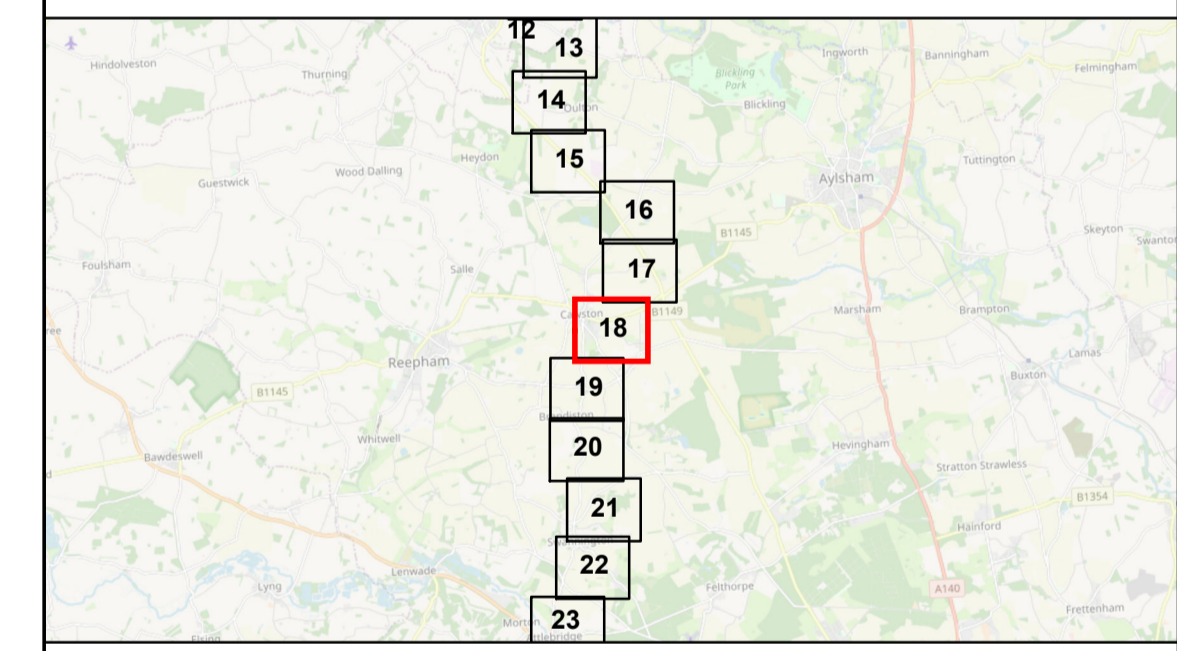 12
13
Ingworth
Banningham
Hindolveston
Thurning
Felmingham
Blickling
Park
14
Oulton
Blickling
Heydon
15
Tuttington
Wood Dalling
Guestwick
Aylsham
16
B1145
Skeyton
Foulsham
Salle
17
Marsham
Brampton
Cawston
B1149
18
Reepham
Lamas
19
Buxton
B1145
Brandiston
Whitwell
20
Hevingham
Bawdeswell
Stratton Strawless
21
B1354
Hainford
22
Lenwade
Lyng
Felthorpe
A140
Frettenham
23
Morton
Attlebridge
Elsing